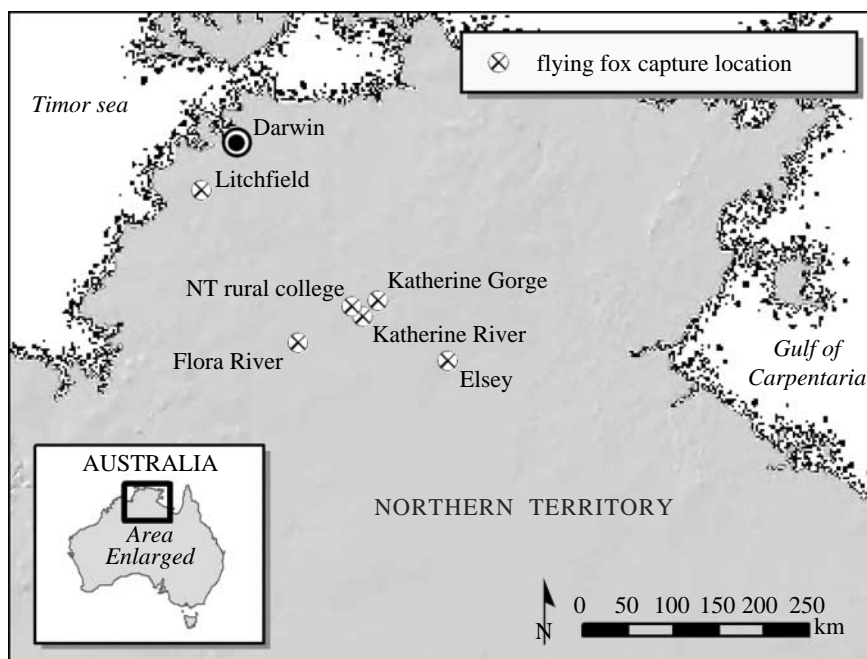 flying fox capture location
Timor sea
Darwin
Litchfield
Katherine Gorge
NT rural college
Katherine River
Flora River
Elsey
Gulf of
Carpentaria
AUSTRALIA
Area
Enlarged
NORTHERN TERRITORY
N
0 50 100 150 200 250
km